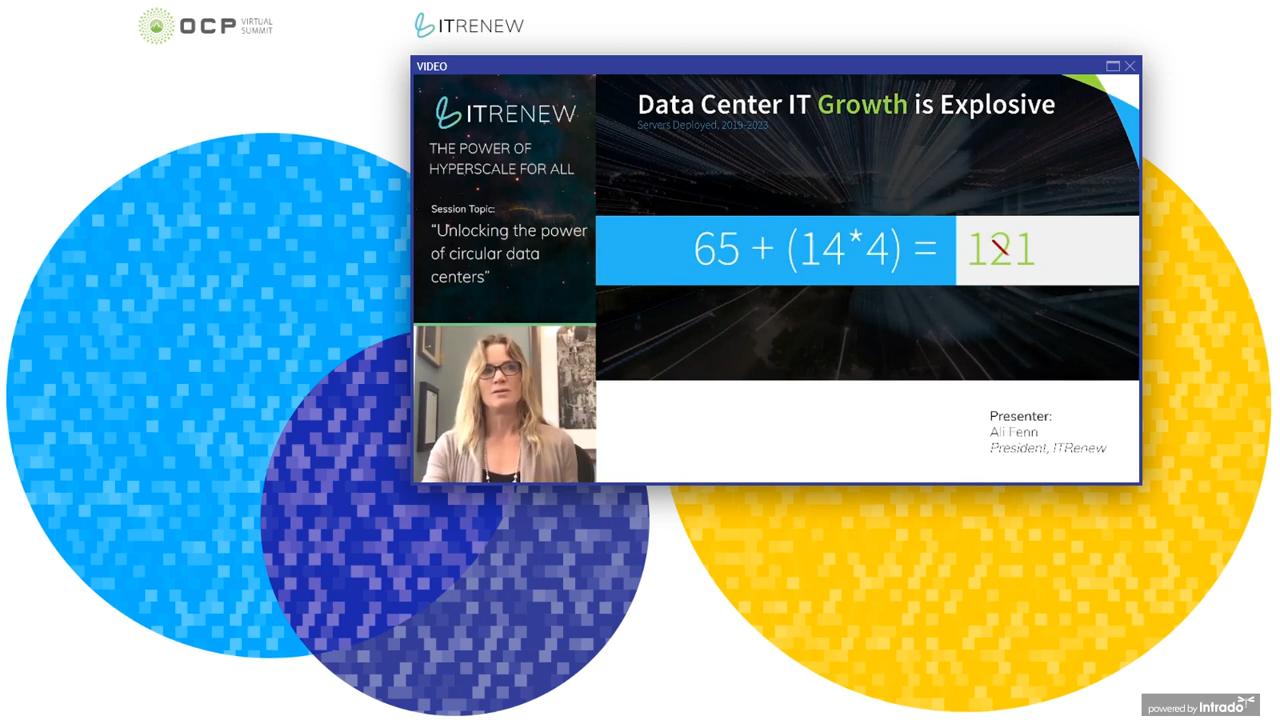 OCP VIRTUAL
SUMMIT
ITRENEW
VIDEO
ITRENEW
THE POWER OF
HYPERSCALE FOR ALL
Session Topic:
“Unlocking the power
of circular data
centers”
Data Center IT Growth is Explosive
Servers Deployed, 2019-2023
65 + (14*4) = 121
Presenter:
Ali Fenn
President, ITRenew
powered by Intrado